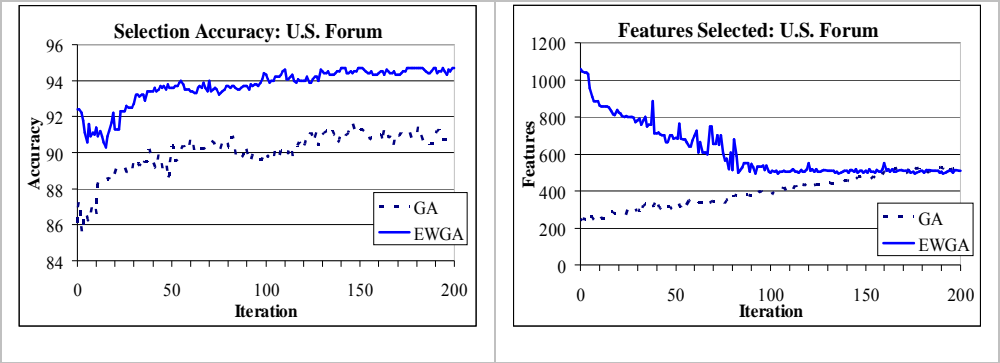 Selection Accuracy: U.S. Forum
96
94
92
90
88
86
84
Accuracy
GA
EWGA
0 50 100 150 200
Iteration
Features Selected: U.S. Forum
1200
1000
800
600
400
200
0
Features
GA
EWGA
0 50 100 150 200
Iteration